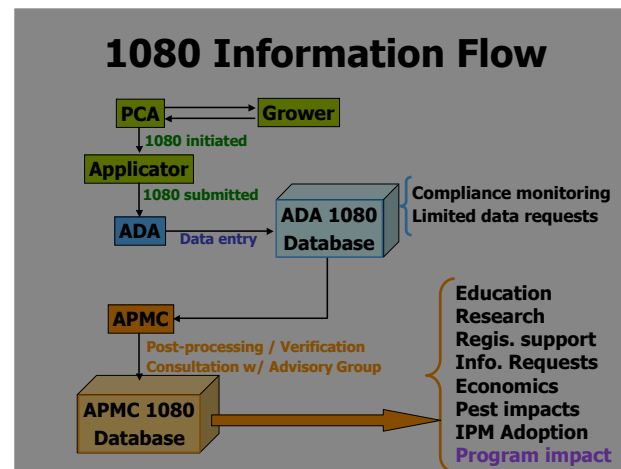 1080 Information Flow
PCA
Grower
1080 initiated
Applicator
1080 submitted
ADA
Data entry
ADA 1080
Database
Compliance monitoring
Limited data requests
APMC
Post-processing / Verification
Consultation w/ Advisory Group
APMC 1080
Database
Education
Research
Regis. support
Info. Requests
Economics
Pest impacts
IPM Adoption
Program impact